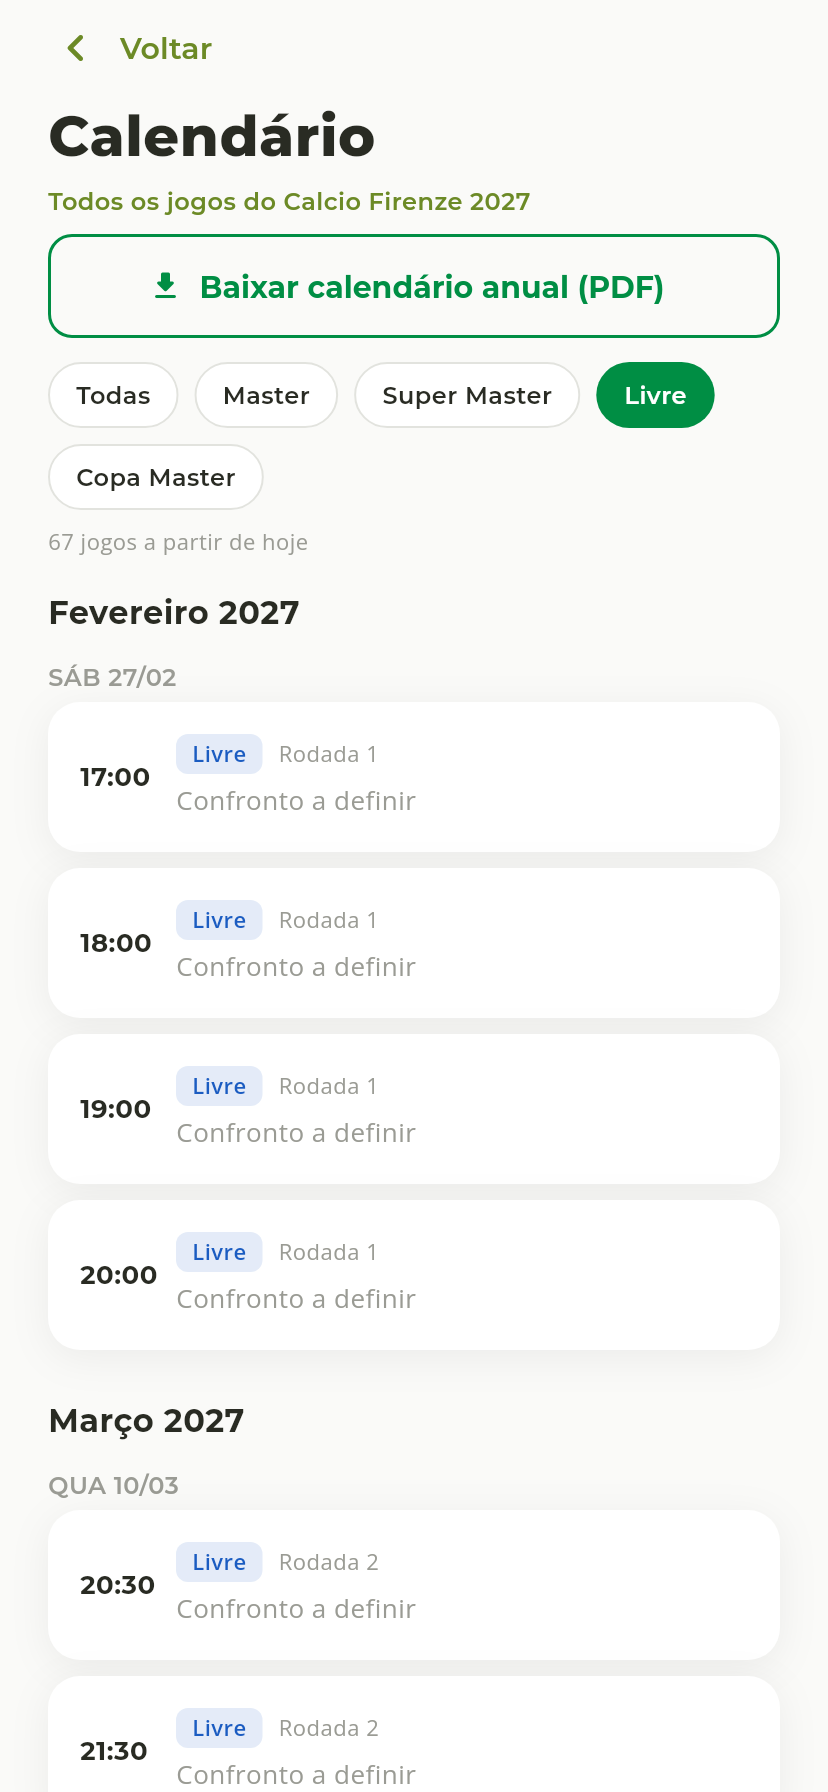 Voltar
Calendário
Todos os jogos do Calcio Firenze 2027
Baixar calendário anual (PDF)
Todas
Master
Super Master
Livre
Copa Master
67 jogos a partir de hoje
Fevereiro 2027
SÁB 27/02
17:00
Livre Rodada 1
Confronto a definir
18:00
Livre Rodada 1
Confronto a definir
19:00
Livre Rodada 1
Confronto a definir
20:00
Livre Rodada 1
Confronto a definir
Março 2027
QUA 10/03
20:30
Livre Rodada 2
Confronto a definir
21:30
Livre Rodada 2
Confronto a definir